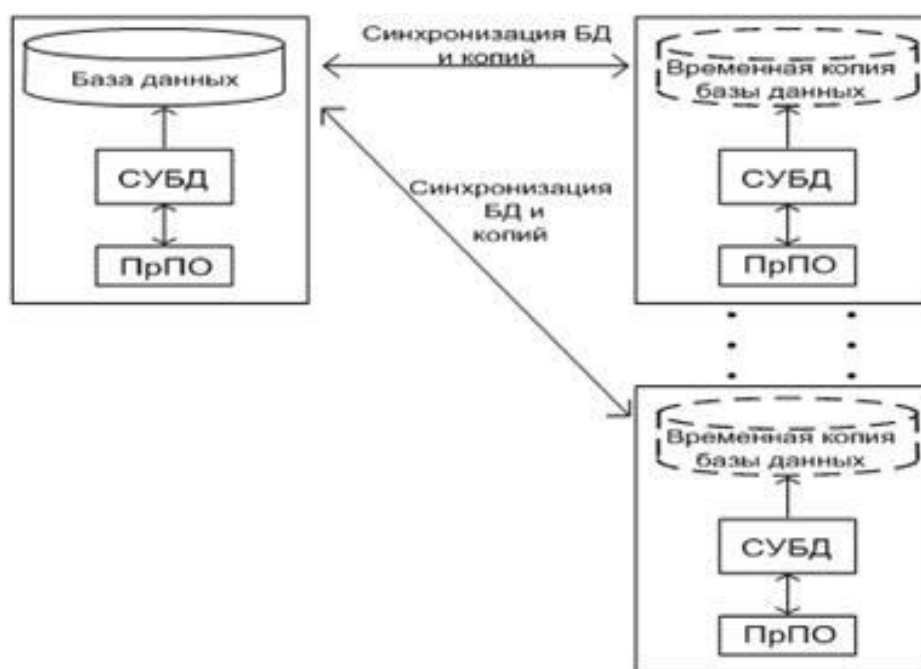 База данных
СУБД
ПрПО
Синхронизация БД
и копий
Синхронизация
БД и
копий
Временная копия
базы данных
СУБД
ПрПО
Временная копия
базы данных
СУБД
ПрПО